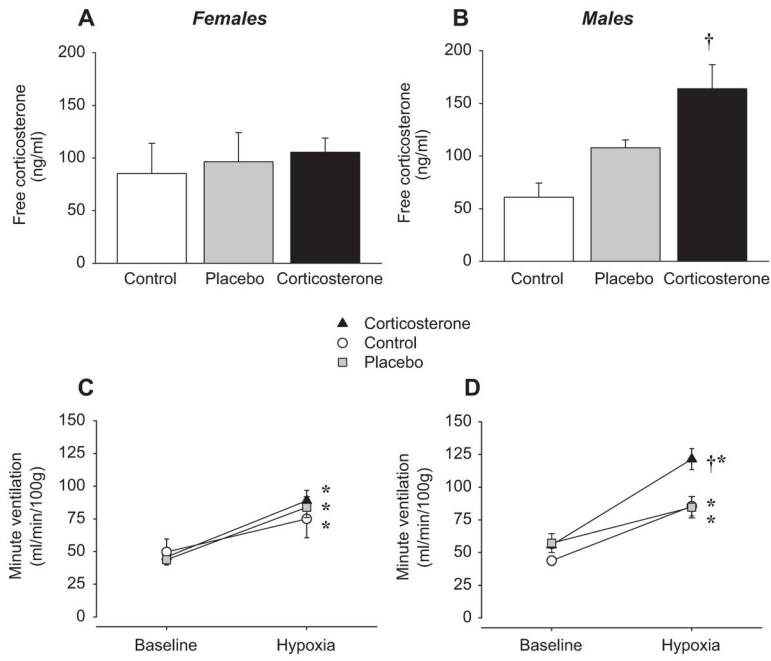 A Females
200
150
100
50
0
Free corticosterone
(ng/ml)
Control Placebo Corticosterone
B Males
†
200
150
100
50
0
Free corticosterone
(ng/ml)
Control Placebo Corticosterone
Corticosterone
Control
Placebo
C
150
125
100
75
50
25
0
Minute ventilation
(ml/min/100g)
*
*
*
Baseline Hypoxia
D
150
125
100
75
50
25
0
Minute ventilation
(ml/min/100g)
†*
*
*
Baseline Hypoxia